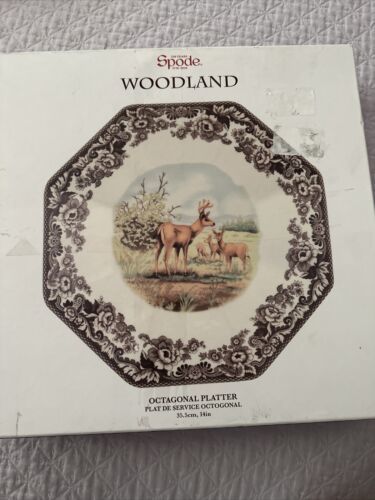 Spode
WOODLAND
OCTAGONAL PLATTER
PLAT DE SERVICE OCTOGONAL
35.5cm, 14in